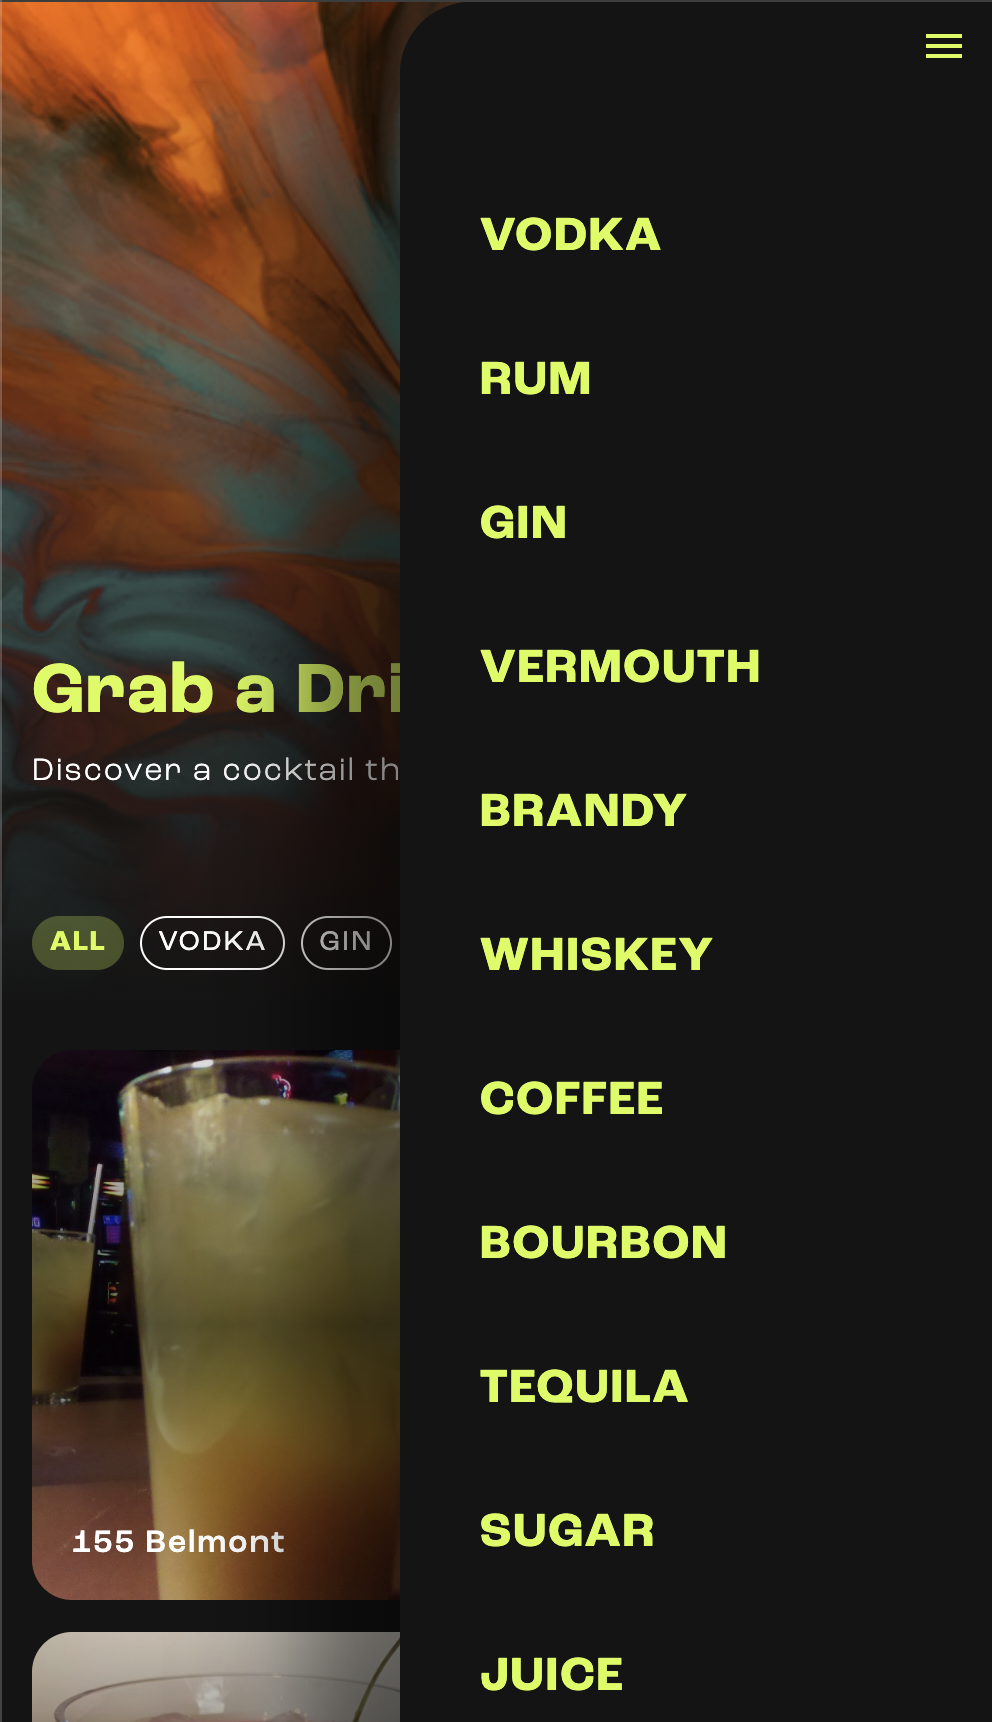 VODKA
RUM
GIN
VERMOUTH
BRANDY
WHISKEY
COFFEE
BOURBON
TEQUILA
SUGAR
JUICE
Grab a Dri
Discover a cocktail th
ALL
VODKA
GIN
155 Belmont